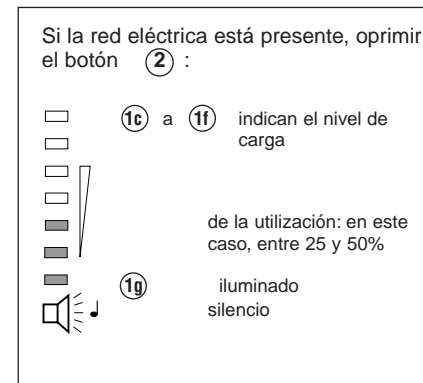 Si la red eléctrica está presente, oprimir
el botón 2 :
1c a 1f indican el nivel de
carga
de la utilización: en este
caso, entre 25 y 50%
1g iluminado
silencio